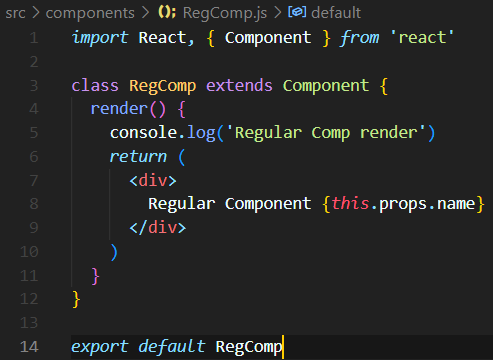 src > components > RegComp.js > default
1 import React, { Component } from 'react'
2
3 class RegComp extends Component {
4 render() {
5 console.log('Regular Comp render')
6 return (
7 <div>
8 Regular Component {this.props.name}
9 </div>
10 )
11 }
12 }
13
14 export default RegComp